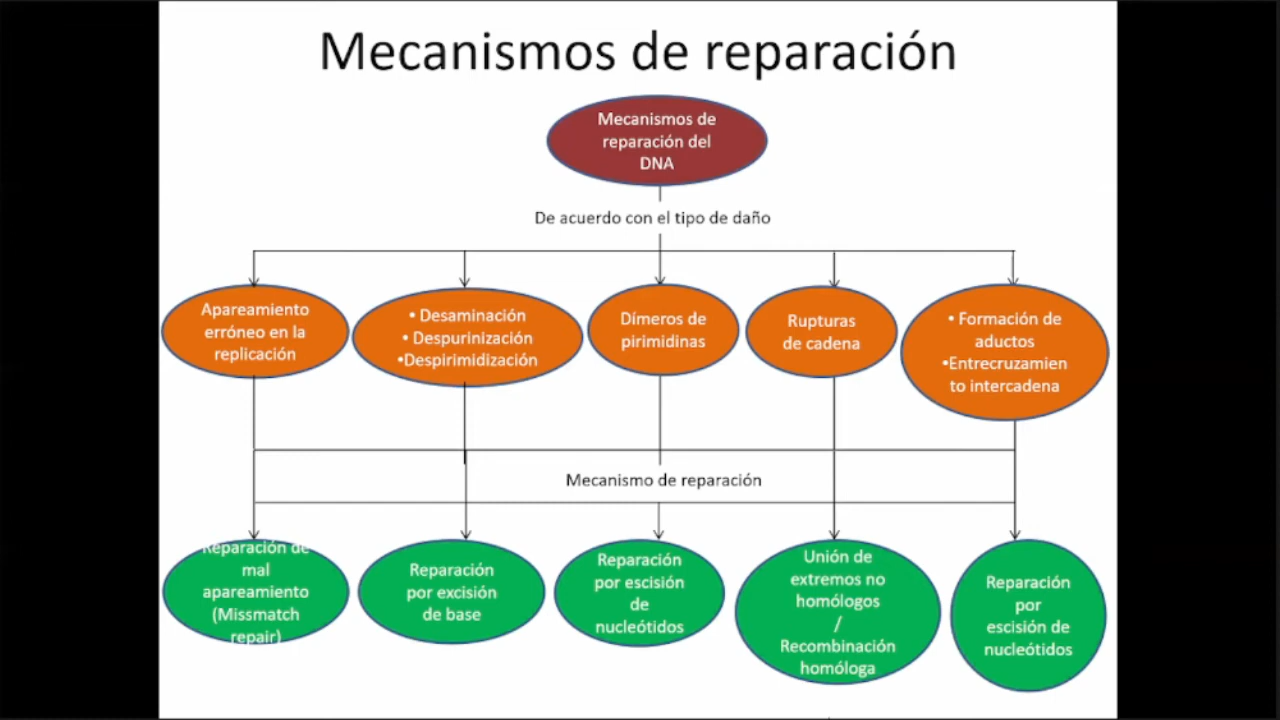 Mecanismos de reparación
Mecanismos de
reparación del
DNA
De acuerdo con el tipo de daño
Apareamiento
erróneo en la
replicación
• Desaminación
• Despurinización
•Despirimidización
Dímeros de
pirimidinas
Rupturas
de cadena
• Formación de
aductos
•Entrecruzamien
to intercadena
Mecanismo de reparación
Reparación de
mal
apareamiento
(Missmatch
repair)
Reparación
por excisión
de base
Reparación
por escisión
de
nucleótidos
Unión de
extremos no
homólogos
/
Recombinación
homóloga
Reparación
por
escisión de
nucleótidos